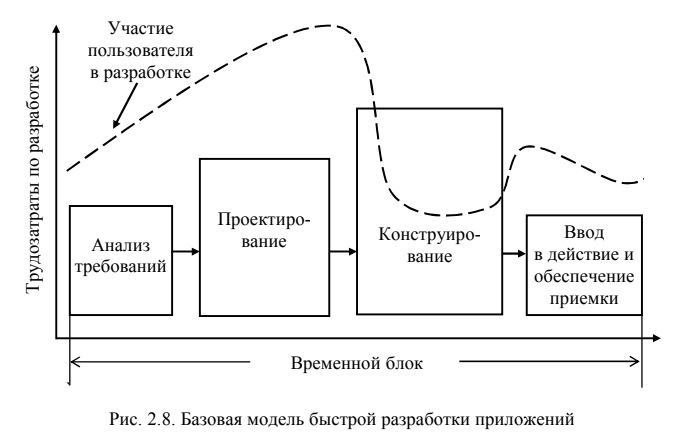 Участие
пользователя
в разработке
Трудозатраты по разработке
Анализ
требований
Проектиро-
вание
Конструиро-
вание
Ввод
в действие и
обеспечение
приемки
Временной блок
Рис. 2.8. Базовая модель быстрой разработки приложений